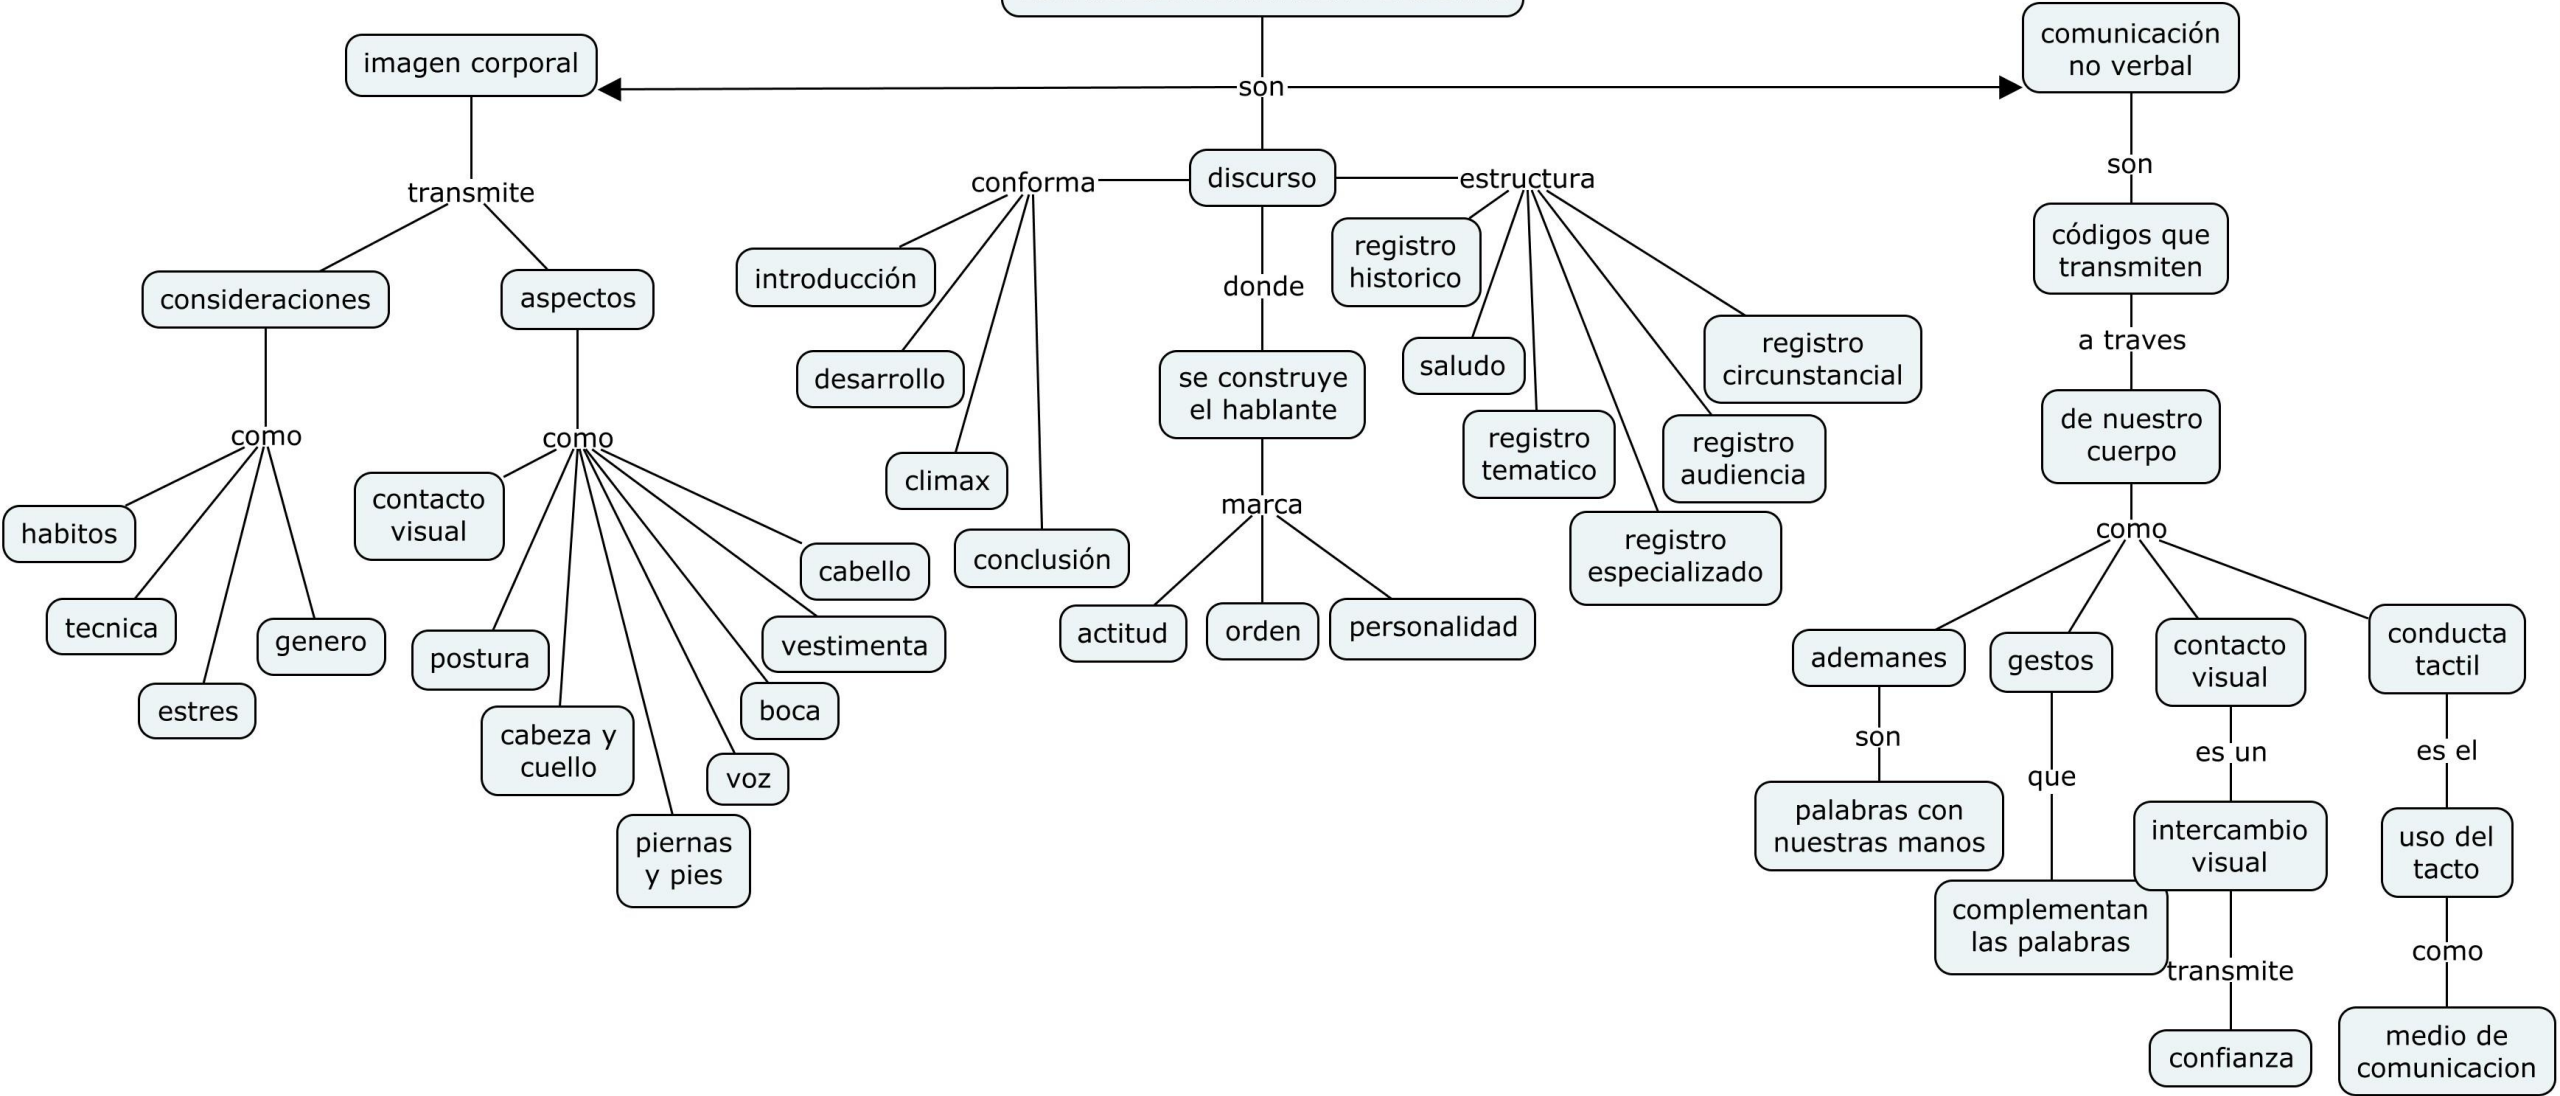 imagen corporal
comunicación
no verbal
son
transmite
conforma
discurso
estructura
son
consideraciones
aspectos
introducción
donde
registro
historico
códigos que
transmiten
desarrollo
se construye
el hablante
saludo
registro
circunstancial
a traves
como
como
climax
marca
registro
tematico
registro
audiencia
de nuestro
cuerpo
habitos
contacto
visual
cabello
conclusión
registro
especializado
como
tecnica
genero
estres
postura
vestimenta
cabeza y
cuello
boca
voz
piernas
y pies
actitud
orden
personalidad
ademanes
gestos
contacto
visual
conducta
tactil
son
que
es un
es el
palabras con
nuestras manos
complementan
las palabras
intercambio
visual
uso del
tacto
transmite
como
confianza
medio de
comunicacion